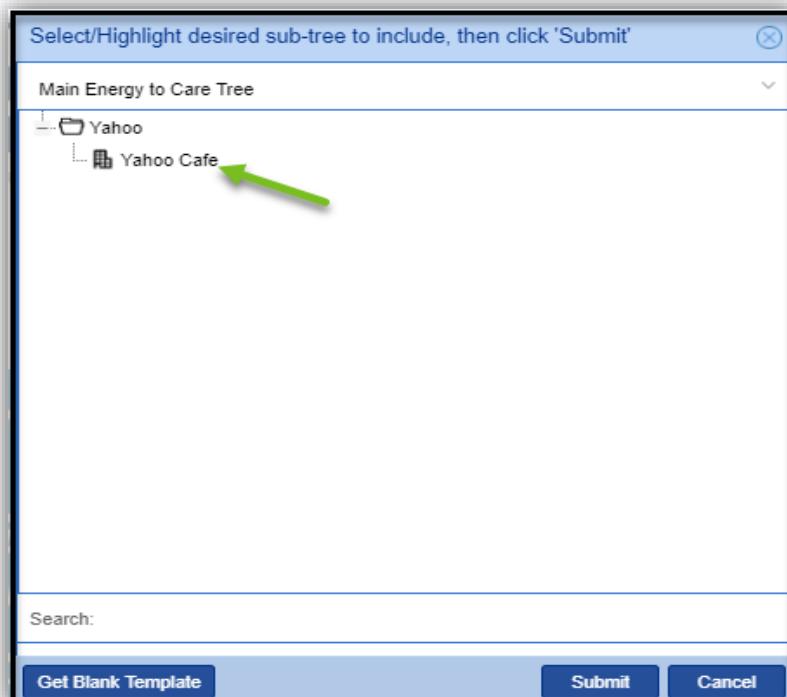 Select/Highlight desired sub-tree to include, then click 'Submit'
Main Energy to Care Tree
Yahoo
Yahoo Cafe
Search:
Get Blank Template
Submit
Cancel